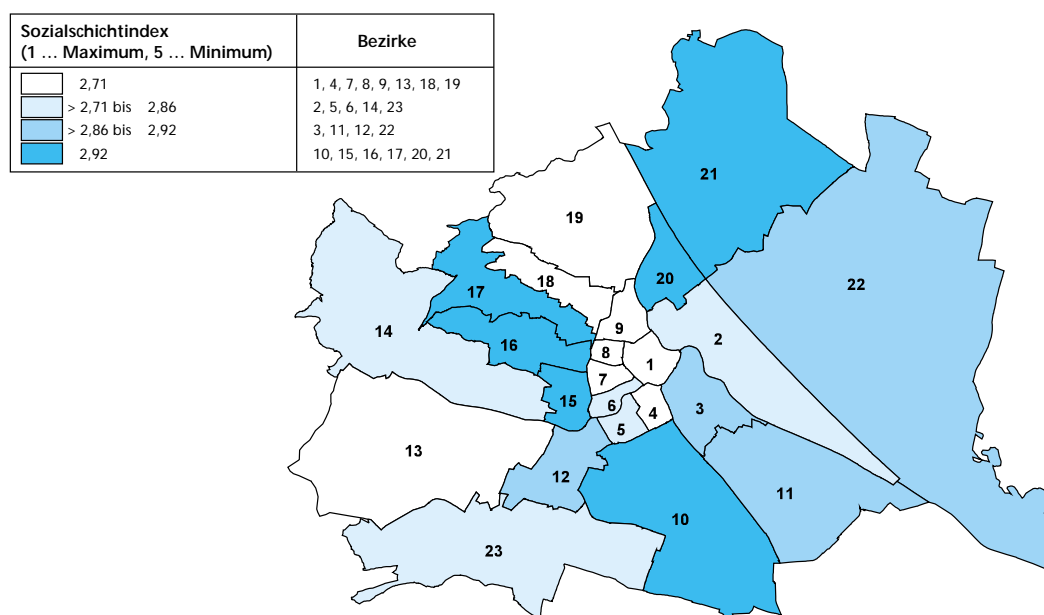 Sozialschichtindex
(1 … Maximum, 5 … Minimum)
Bezirke
2,71
1, 4, 7, 8, 9, 13, 18, 19
> 2,71 bis 2,86
2, 5, 6, 14, 23
> 2,86 bis 2,92
3, 11, 12, 22
2,92
10, 15, 16, 17, 20, 21
21
19
20
18
22
17
9
14
2
16
8
1
7
15
6
3
4
5
13
12
11
10
23